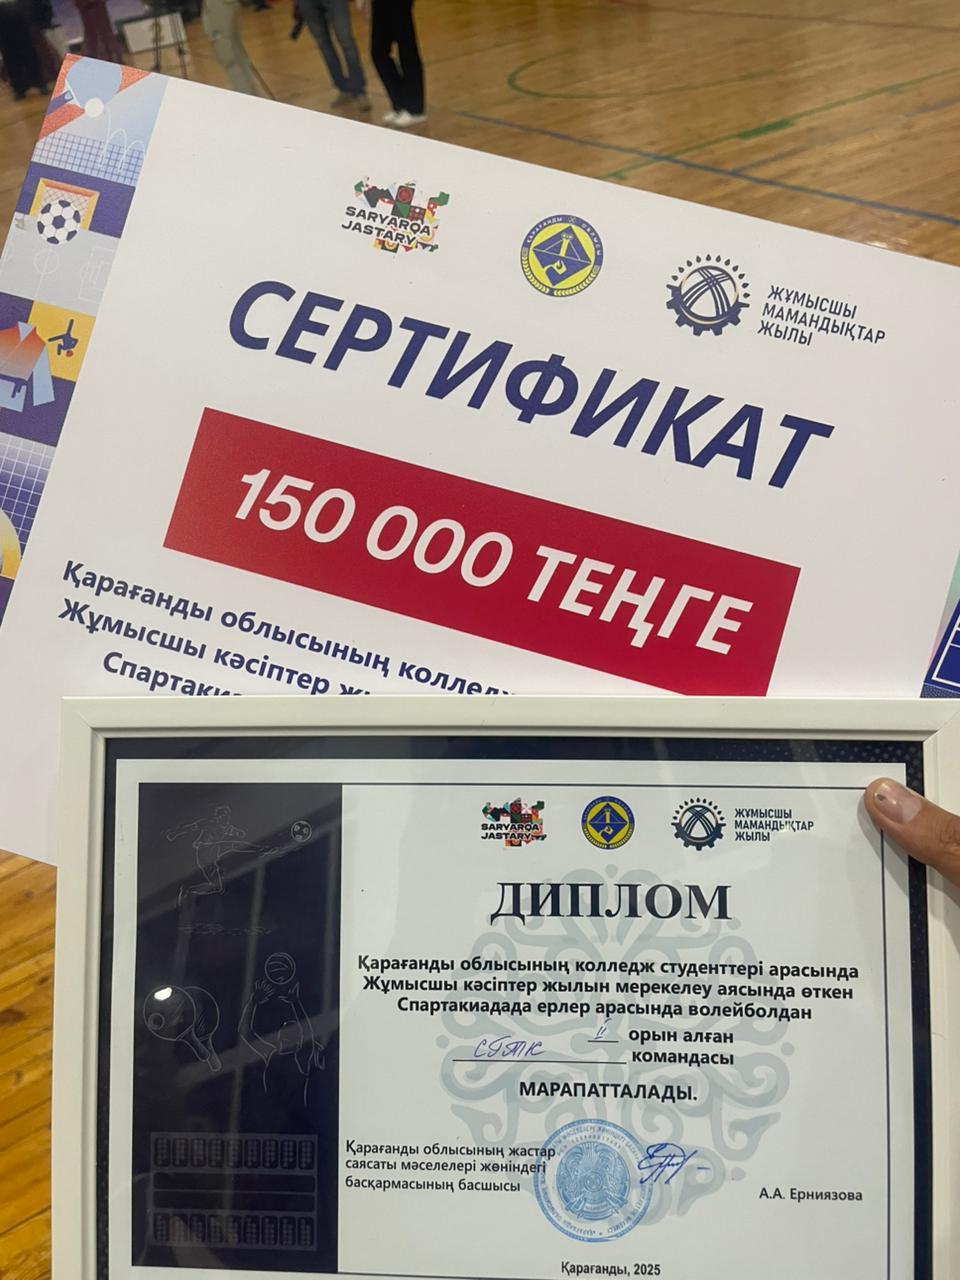 SARYARQA
JASTARY
ЖҰМЫСШЫ
МАМАНДЫҚТАР
ЖЫЛЫ
СЕРТИФИКАТ
150 000 ТЕҢГЕ
Қарағанды облысының
Жұмысшы кәсіптер
SARYARQA
JASTARY
ЖҰМЫСШЫ
МАМАНДЫҚТАР
ЖЫЛЫ
ДИПЛОМ
Қарағанды облысының колледж студенттері арасында
Жұмысшы кәсіптер жылын мерекелеу аясында өткен
Спартакиадада ерлер арасында волейболдан
II орын алған
командасы
МАРАПАТТАЛАДЫ.
Қарағанды облысының жастар
саясаты мәселелері жөніндегі
басқармасының басшысы
А.А. Ерниязова
Қарағанды, 2025